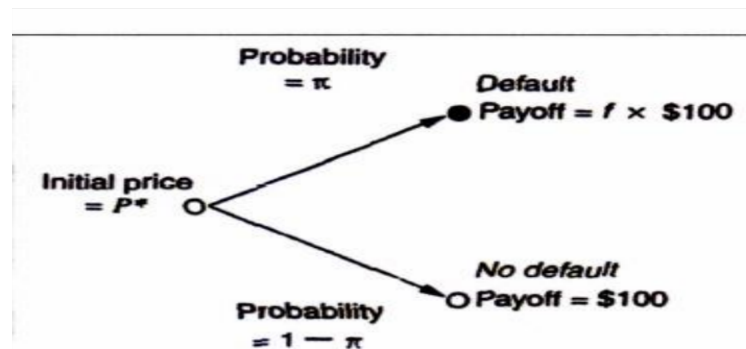 Probability
= π
Default
Payoff = f × $100
Initial price
= P*
No default
Payoff = $100
Probability
= 1 − π